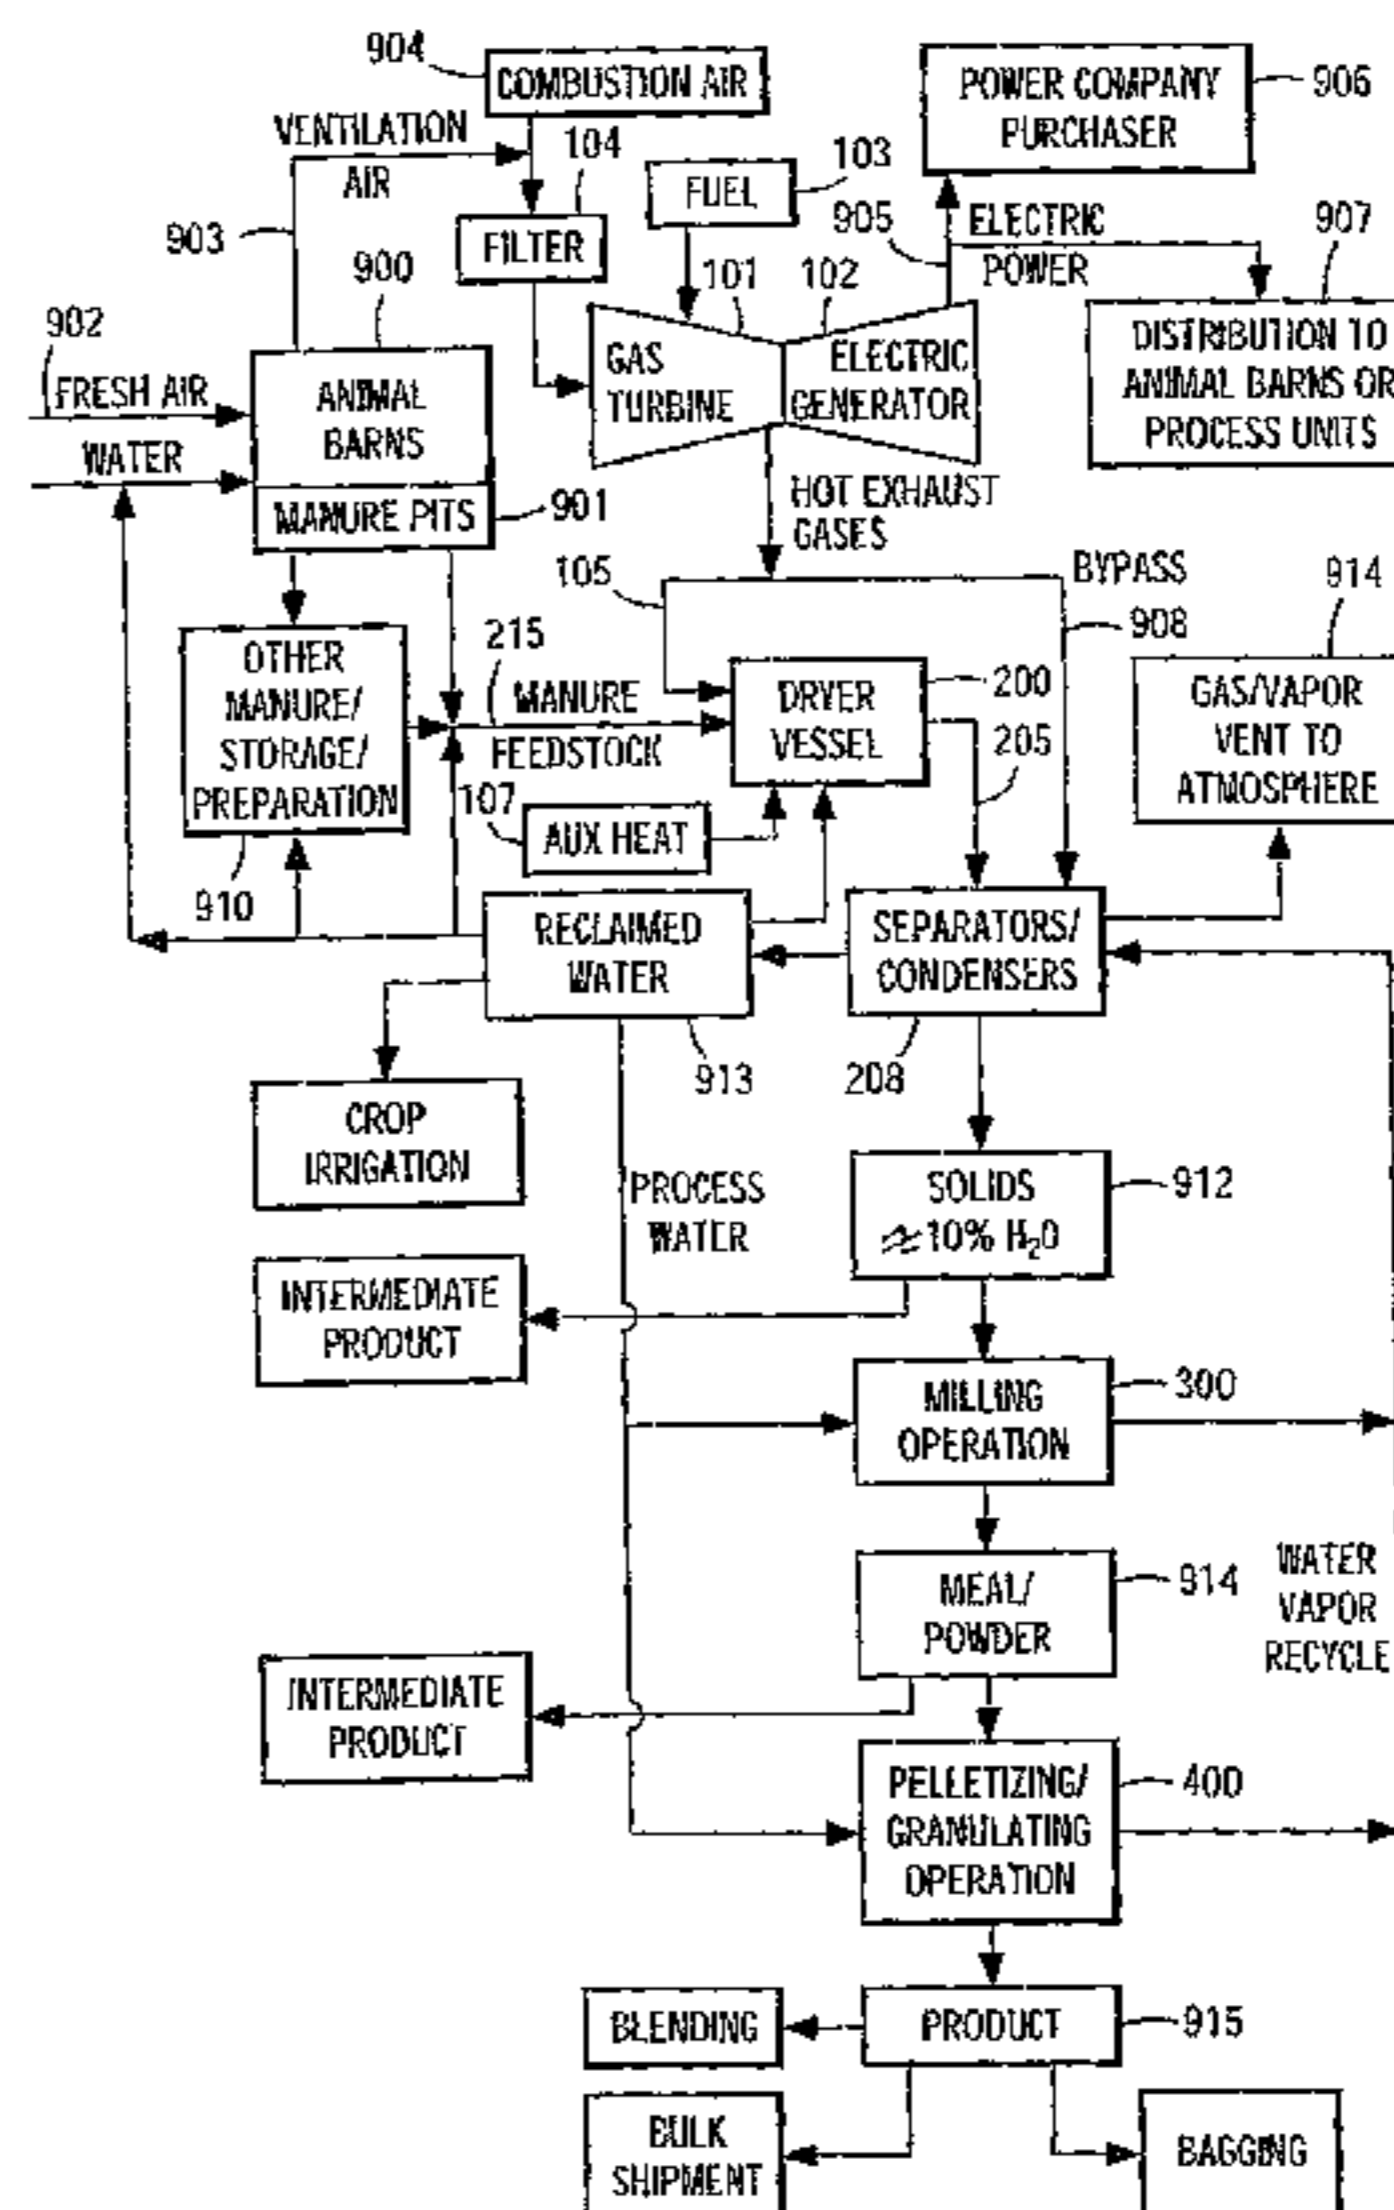 904
COMBUSTION AIR
POWER COMPANY
PURCHASER
906
VENTILATION
AIR
104
FUEL
103
903
FILTER
905
ELECTRIC
POWER
907
900
101
102
902
FRESH AIR
WATER
ANIMAL
BARNS
GAS
TURBINE
ELECTRIC
GENERATOR
DISTRIBUTION TO
ANIMAL BARNS OR
PROCESS UNITS
MANURE PITS
901
HOT EXHAUST
GASES
105
BYPASS
914
908
OTHER
MANURE/
STORAGE/
PREPARATION
215
MANURE
FEEDSTOCK
DRYER
VESSEL
200
205
GAS/VAPOR
VENT TO
ATMOSPHERE
107
AUX HEAT
910
RECLAIMED
WATER
SEPARATORS/
CONDENSERS
913
208
CROP
IRRIGATION
PROCESS
WATER
SOLIDS
≈10% H₂O
912
INTERMEDIATE
PRODUCT
MILLING
OPERATION
300
MEAL/
POWDER
914
WATER
VAPOR
RECYCLE
INTERMEDIATE
PRODUCT
PELLETIZING/
GRANULATING
OPERATION
400
BLENDING
PRODUCT
915
BULK
SHIPMENT
BAGGING